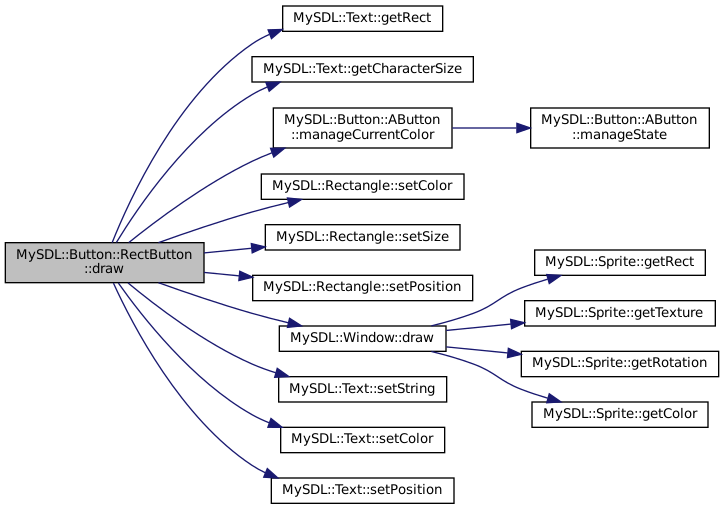 MySDL::Button::RectButton
::draw
MySDL::Text::getRect
MySDL::Text::getCharacterSize
MySDL::Button::AButton
::manageCurrentColor
MySDL::Button::AButton
::manageState
MySDL::Rectangle::setColor
MySDL::Rectangle::setSize
MySDL::Rectangle::setPosition
MySDL::Window::draw
MySDL::Sprite::getRect
MySDL::Sprite::getTexture
MySDL::Sprite::getRotation
MySDL::Sprite::getColor
MySDL::Text::setString
MySDL::Text::setColor
MySDL::Text::setPosition